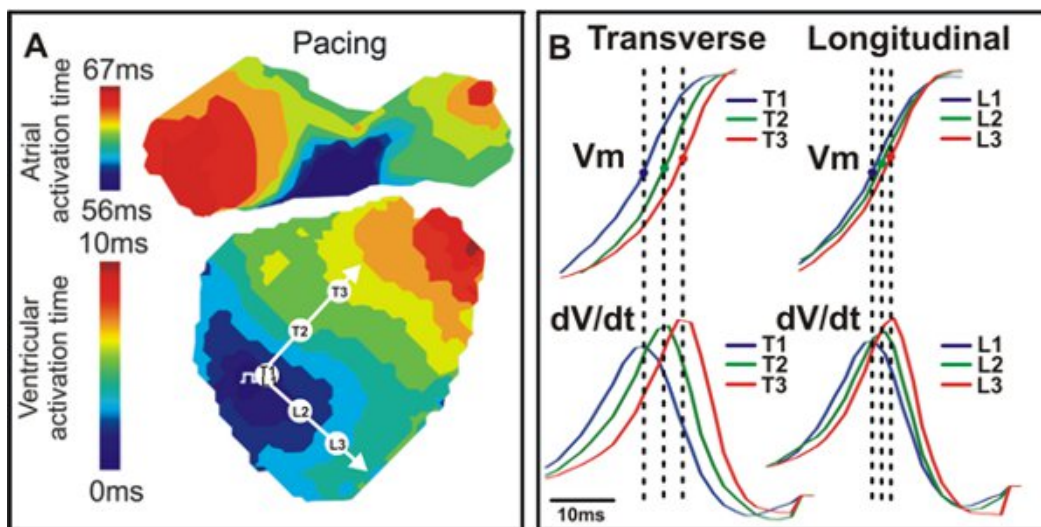 A
Pacing
67ms
Atrial
activation time
56ms
10ms
Ventricular
activation time
0ms
T3
T2
T1
L2
L3
B
Transverse
Longitudinal
T1
T2
T3
Vm
L1
L2
L3
Vm
dV/dt
T1
T2
T3
dV/dt
L1
L2
L3
10ms